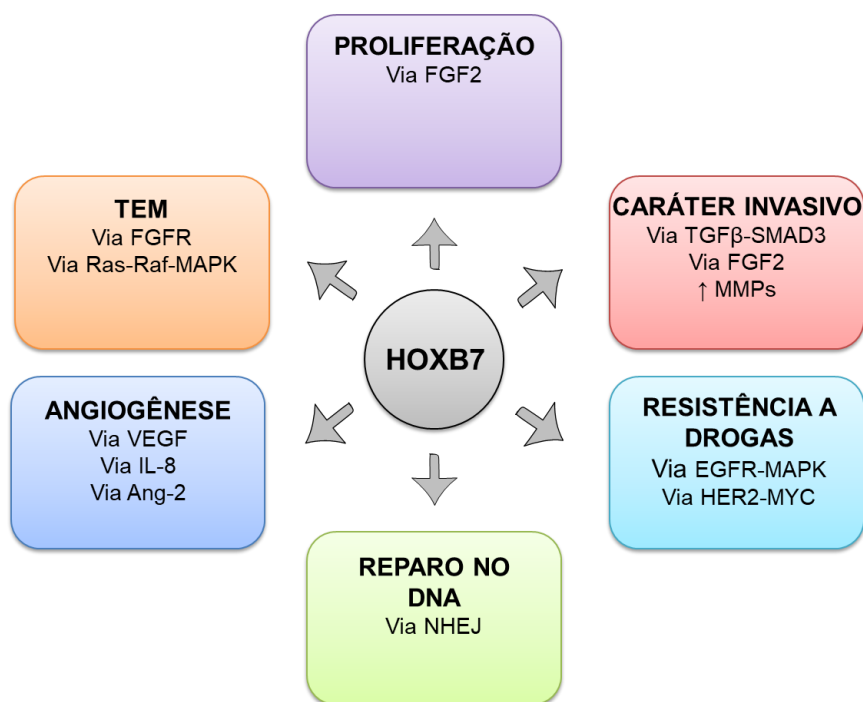 PROLIFERAÇÃO
Via FGF2
TEM
Via FGFR
Via Ras-Raf-MAPK
CARÁTER INVASIVO
Via TGFβ-SMAD3
Via FGF2
↑ MMPs
HOXB7
ANGIOGÊNESE
Via VEGF
Via IL-8
Via Ang-2
RESISTÊNCIA A
DROGAS
Via EGFR-MAPK
Via HER2-MYC
REPARO NO
DNA
Via NHEJ